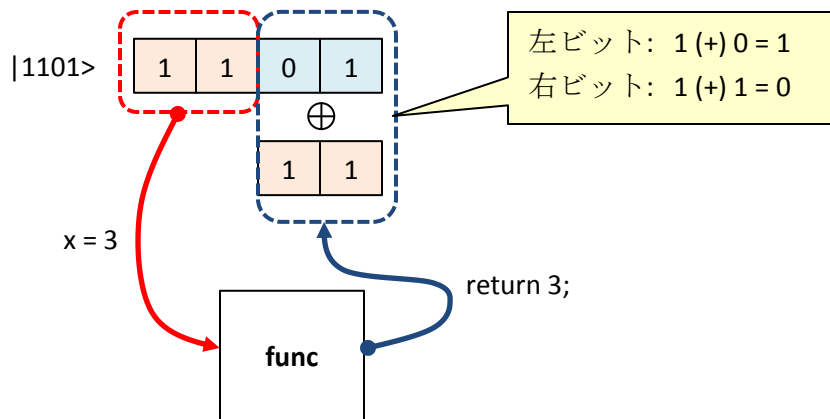 |1101> 1 1 0 1
左ビット: 1 (+) 0 = 1
右ビット: 1 (+) 1 = 0
⊕
1 1
x = 3
return 3;
func